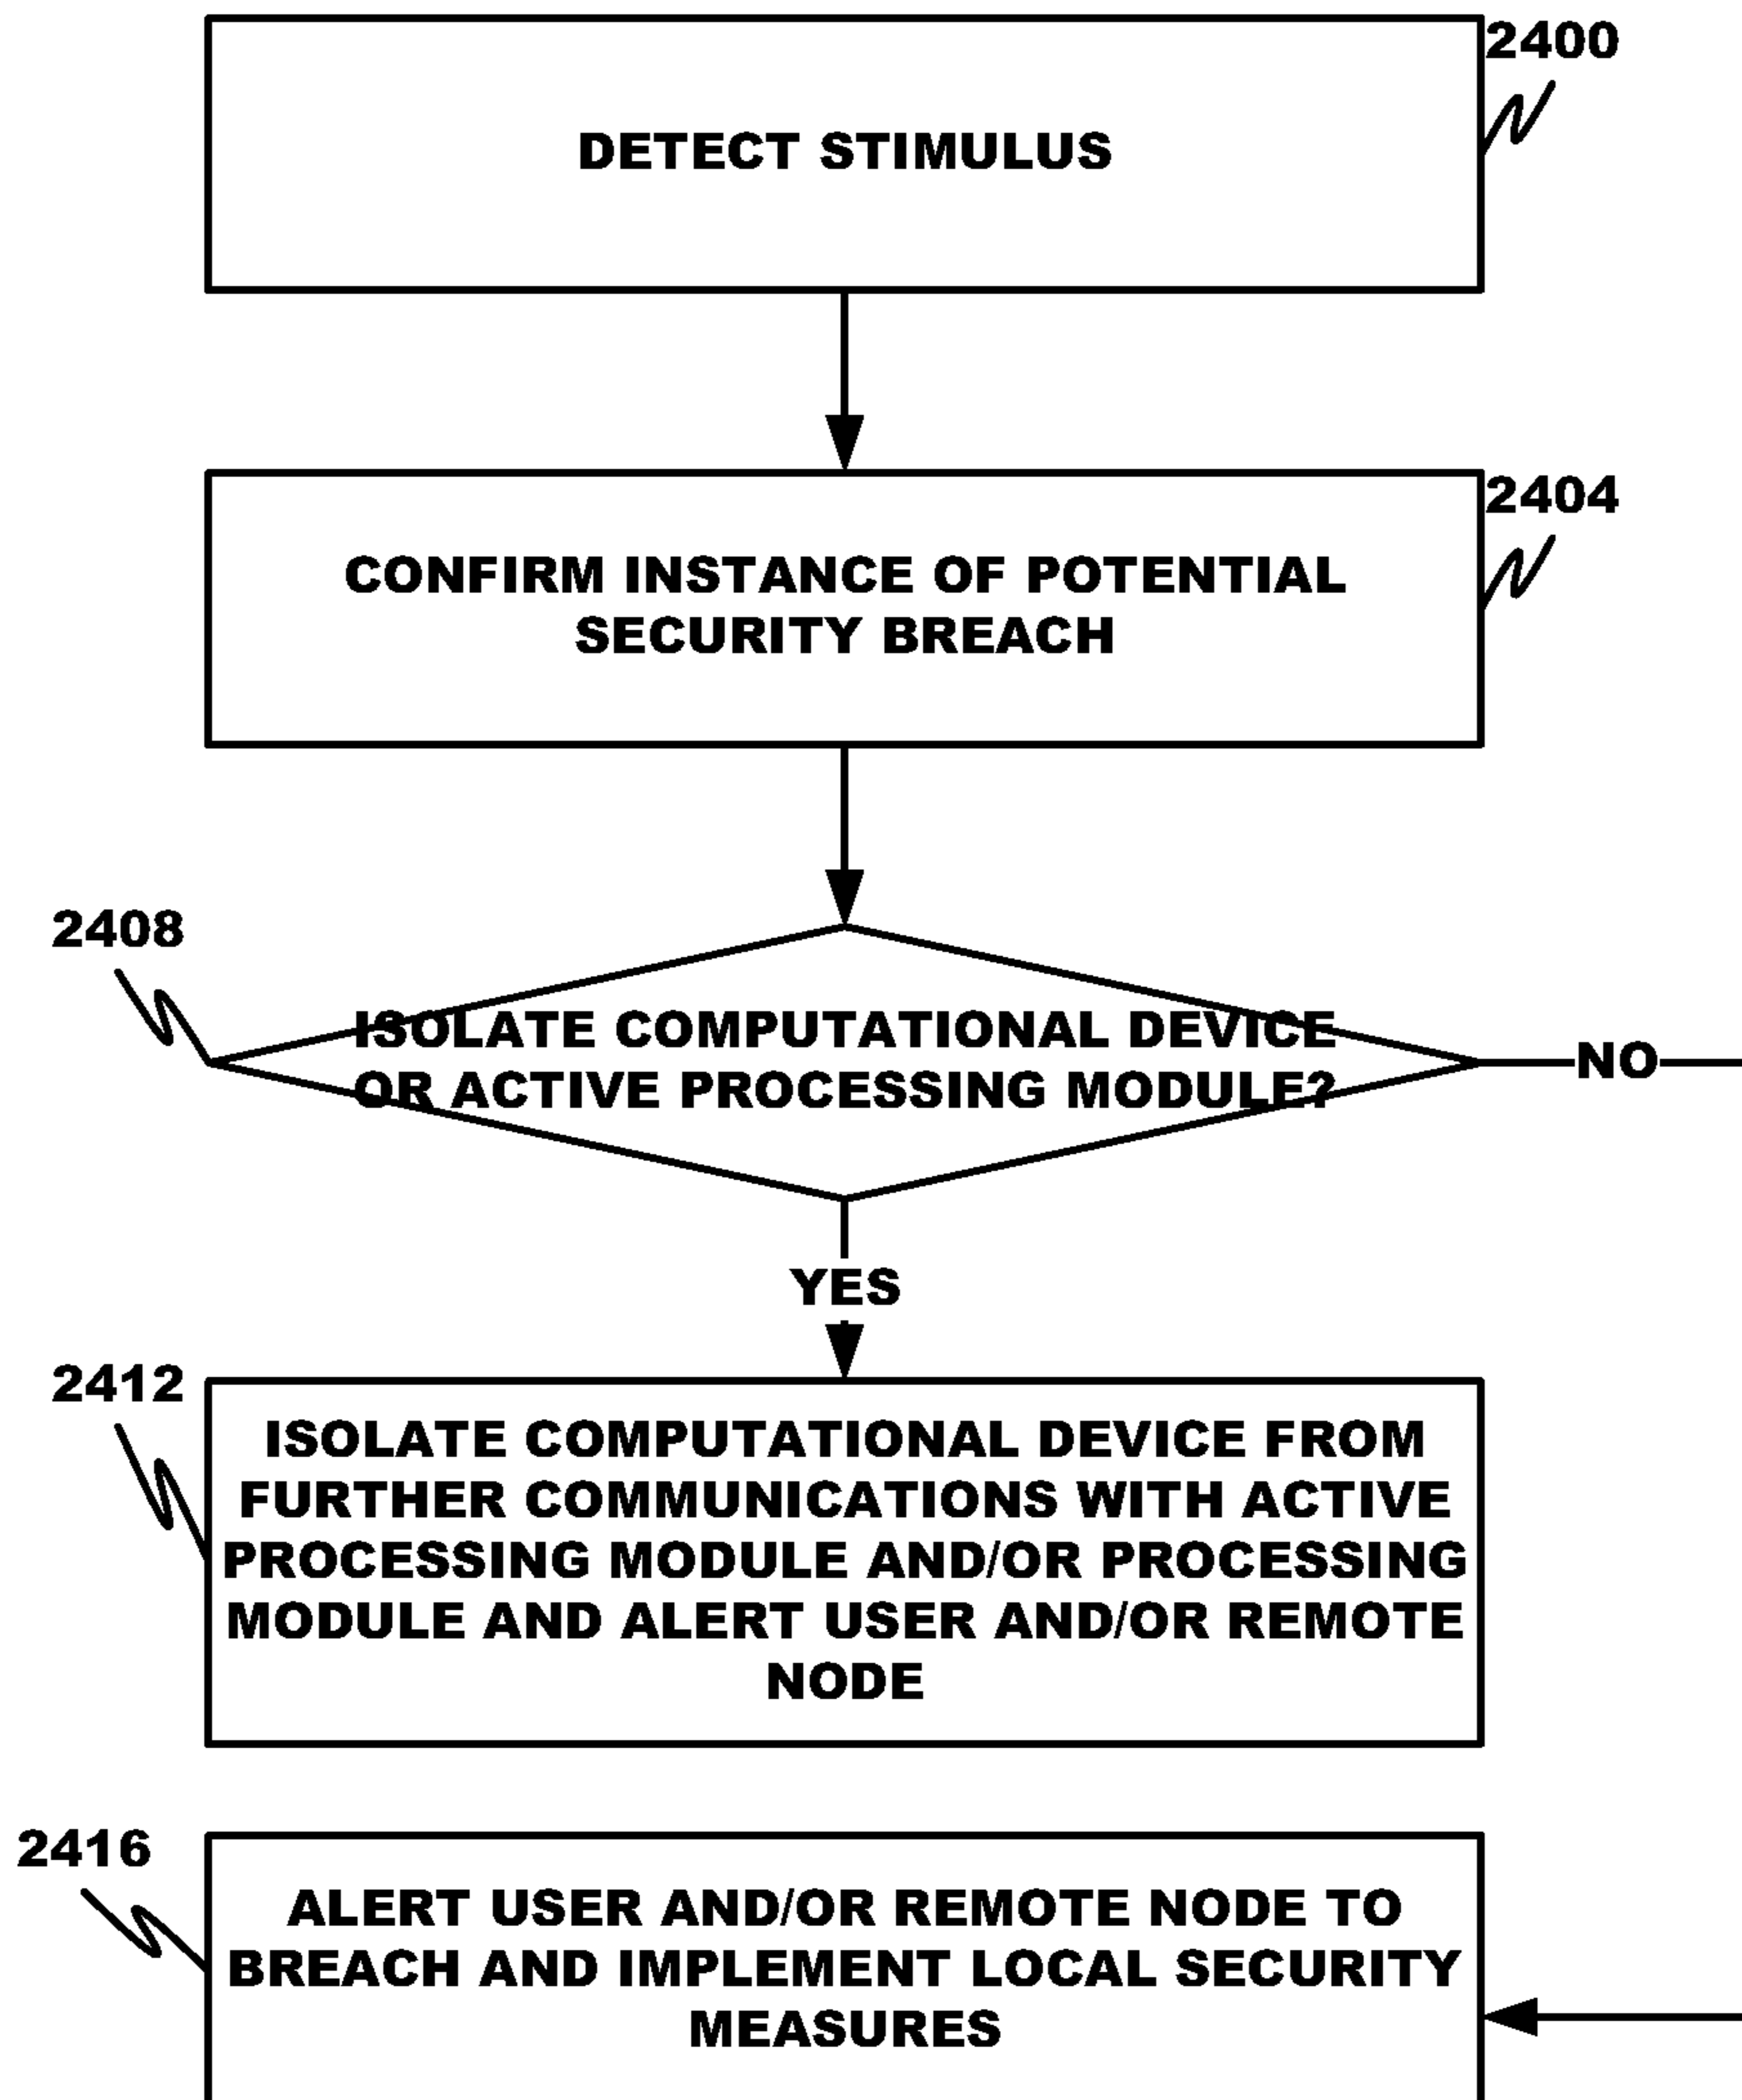 2400
DETECT STIMULUS
2404
CONFIRM INSTANCE OF POTENTIAL
SECURITY BREACH
2408
ISOLATE COMPUTATIONAL DEVICE
OR ACTIVE PROCESSING MODULE?
NO
YES
2412
ISOLATE COMPUTATIONAL DEVICE FROM
FURTHER COMMUNICATIONS WITH ACTIVE
PROCESSING MODULE AND/OR PROCESSING
MODULE AND ALERT USER AND/OR REMOTE
NODE
2416
ALERT USER AND/OR REMOTE NODE TO
BREACH AND IMPLEMENT LOCAL SECURITY
MEASURES